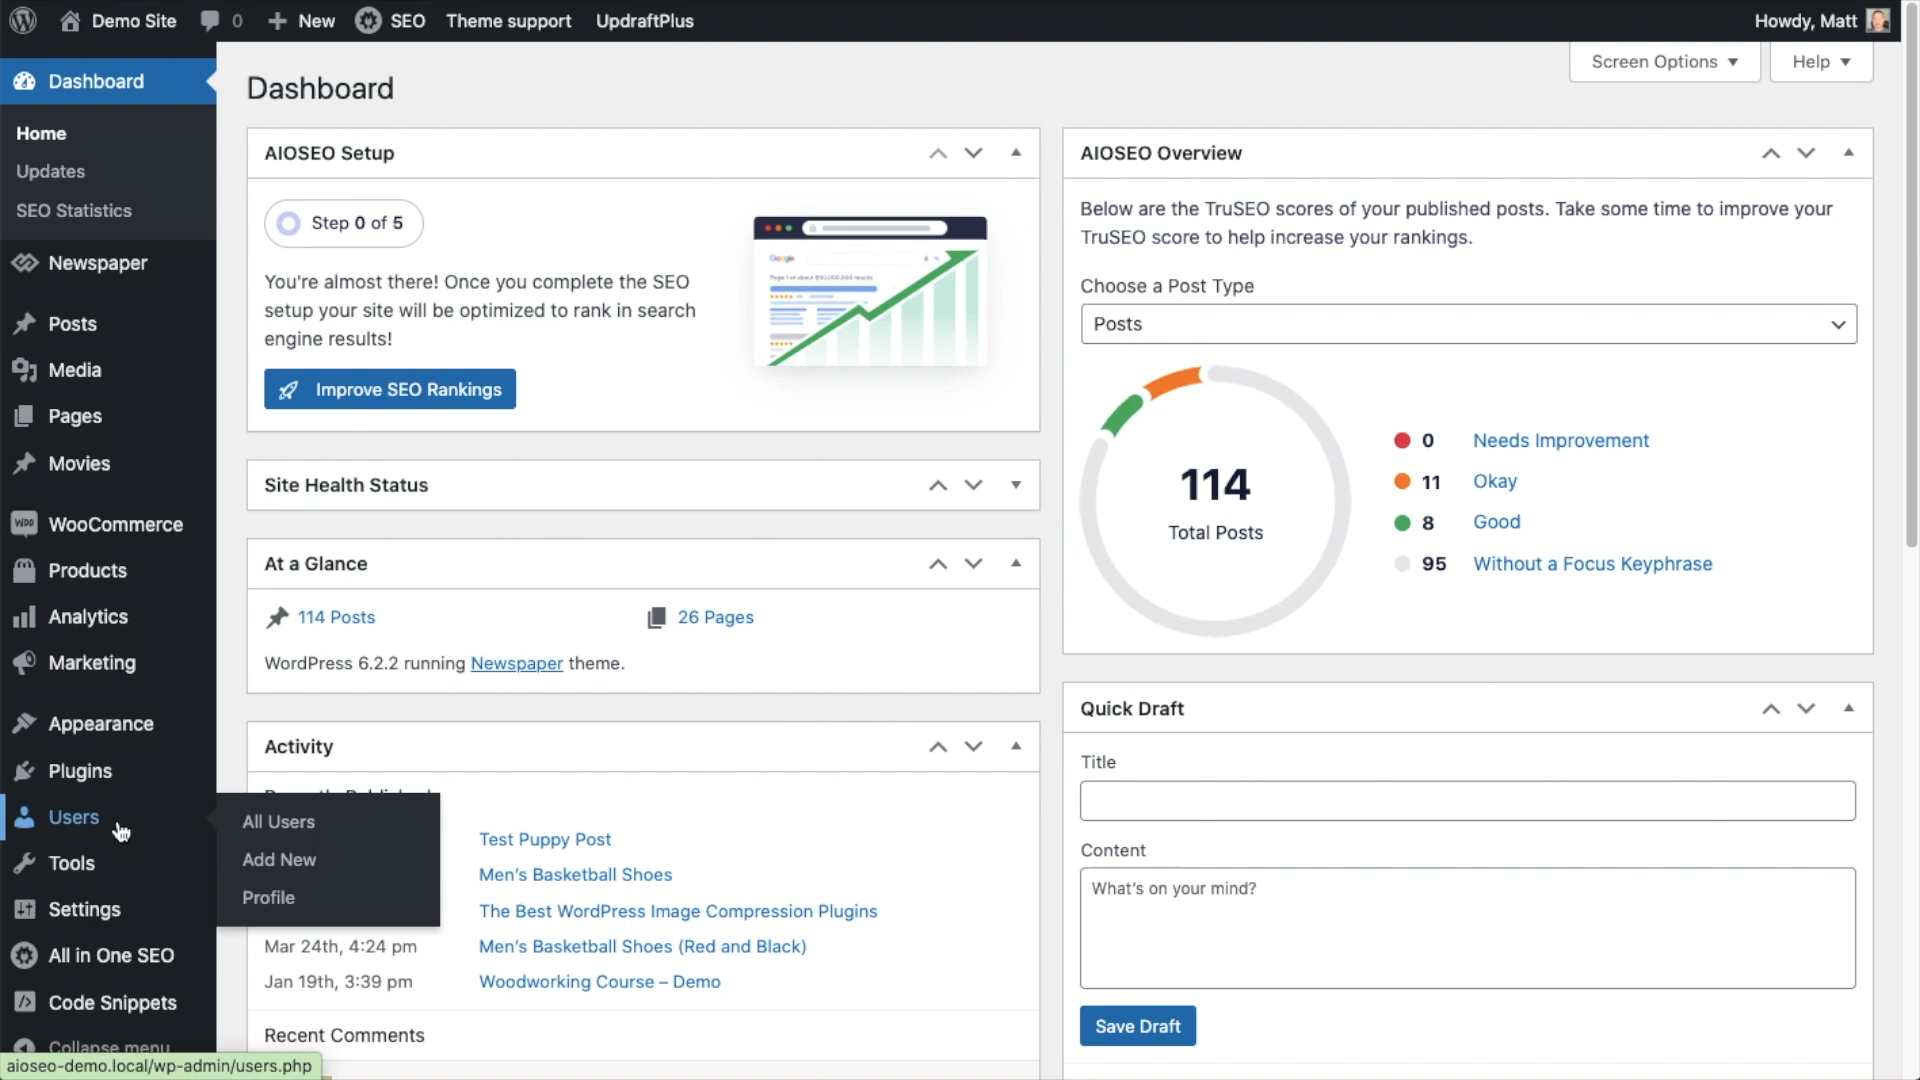 Demo Site
0
New
SEO
Theme support
UpdraftPlus
Howdy, Matt
Dashboard
Home
Updates
SEO Statistics
Newspaper
Posts
Media
Pages
Movies
WooCommerce
Products
Analytics
Marketing
Appearance
Plugins
Users
Tools
Settings
All in One SEO
Code Snippets
Collapse menu
All Users
Add New
Profile
aioseo-demo.local/wp-admin/users.php
Screen Options
Help
Dashboard
AIOSEO Setup
Step 0 of 5
You're almost there! Once you complete the SEO
setup your site will be optimized to rank in search
engine results!
Improve SEO Rankings
Google
Site Health Status
At a Glance
114 Posts
26 Pages
WordPress 6.2.2 running Newspaper theme.
Activity
Test Puppy Post
Men's Basketball Shoes
The Best WordPress Image Compression Plugins
Mar 24th, 4:24 pm
Men's Basketball Shoes (Red and Black)
Jan 19th, 3:39 pm
Woodworking Course – Demo
Recent Comments
AIOSEO Overview
Below are the TruSEO scores of your published posts. Take some time to improve your
TruSEO score to help increase your rankings.
Choose a Post Type
Posts
114
Total Posts
0 Needs Improvement
11 Okay
8 Good
95 Without a Focus Keyphrase
Quick Draft
Title
Content
What's on your mind?
Save Draft